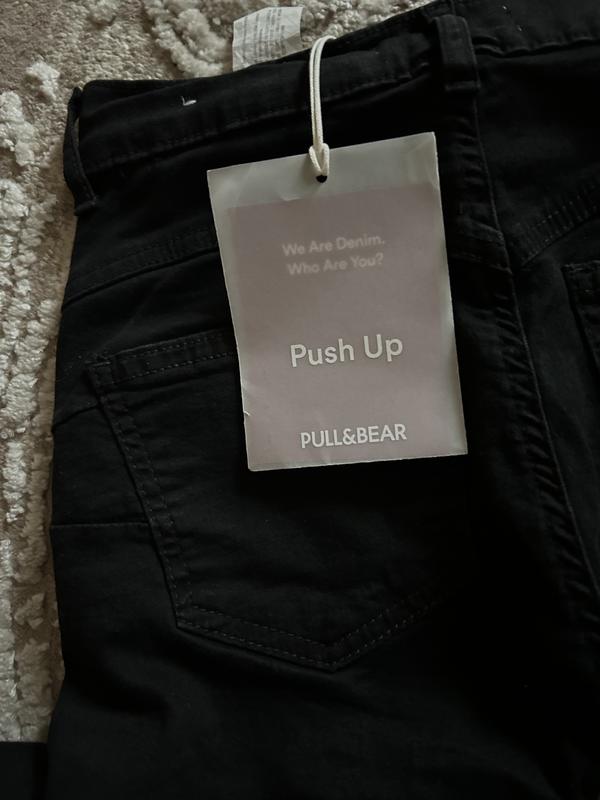 We Are Denim.
Who Are You?
Push Up
PULL&BEAR